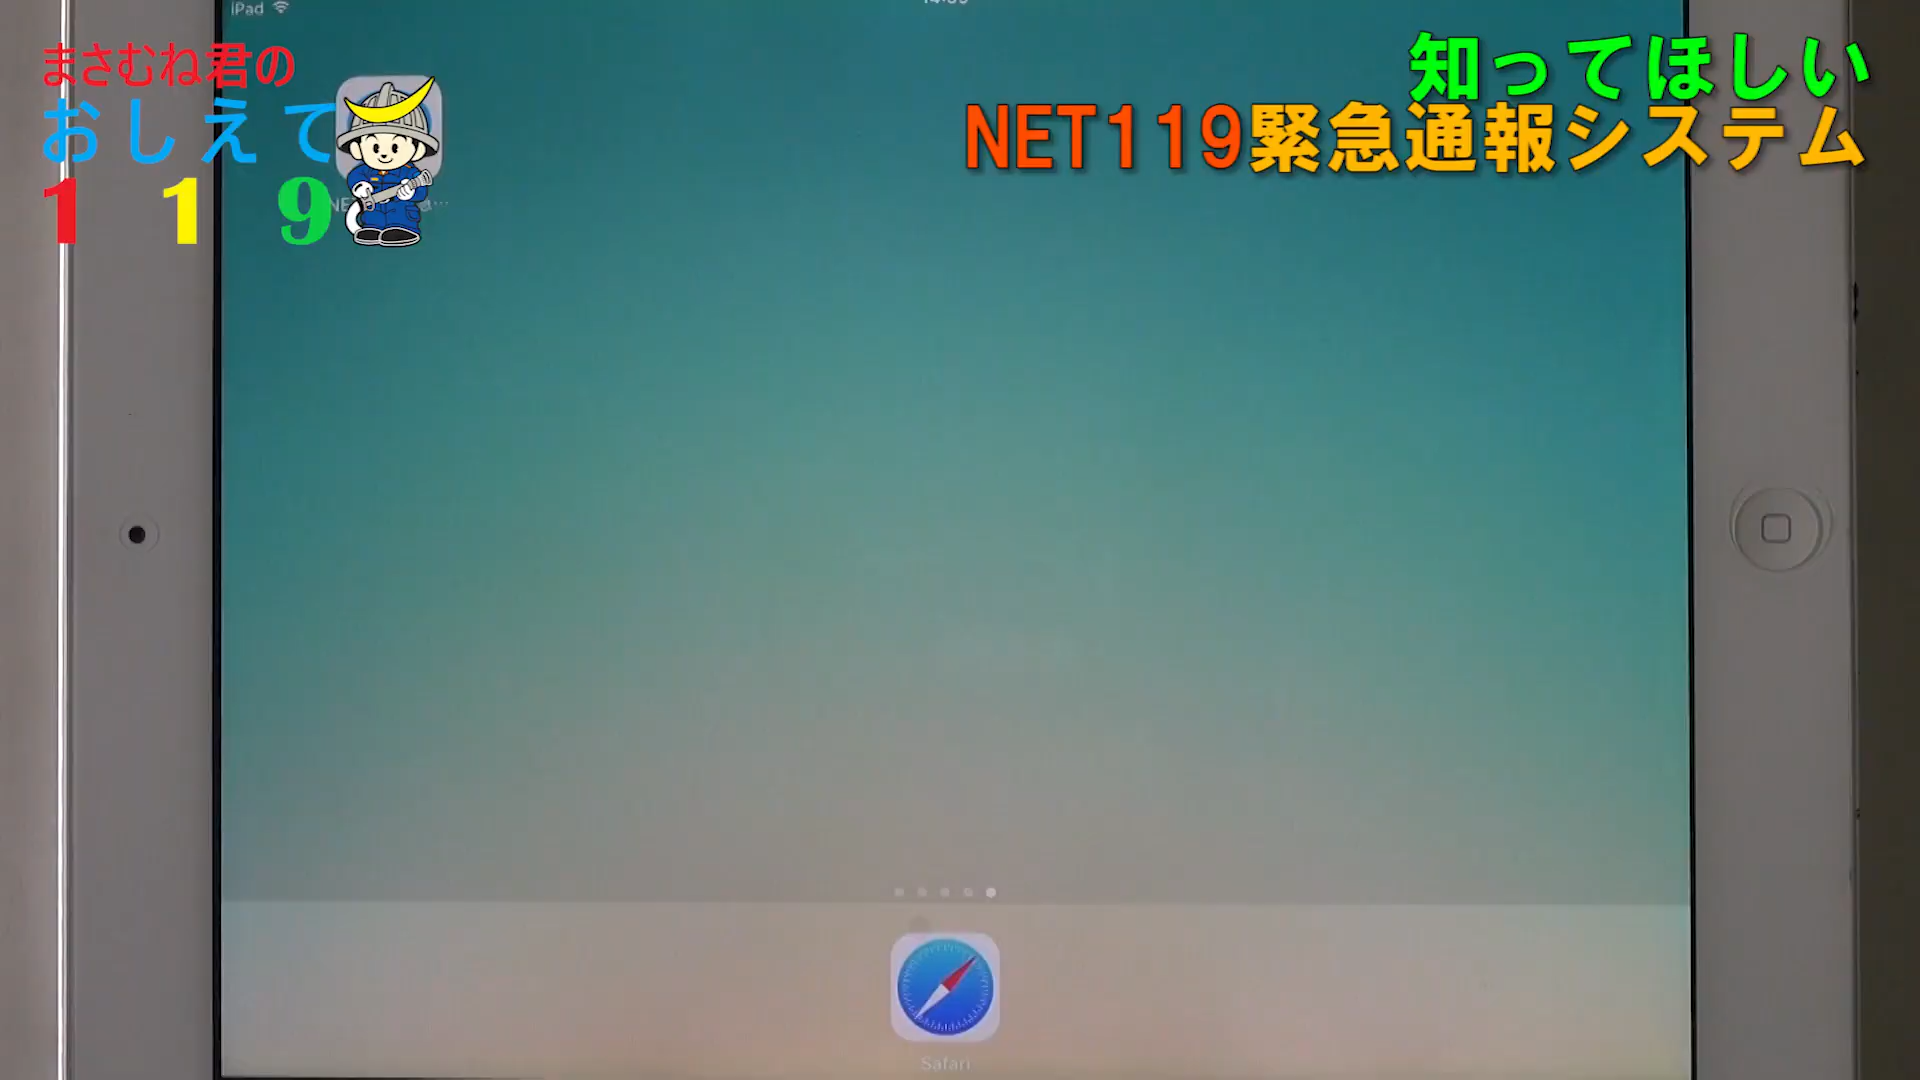 iPad
まさむね君の
おしえて
1 1 9
知ってほしい
NET119緊急通報システム
Safari